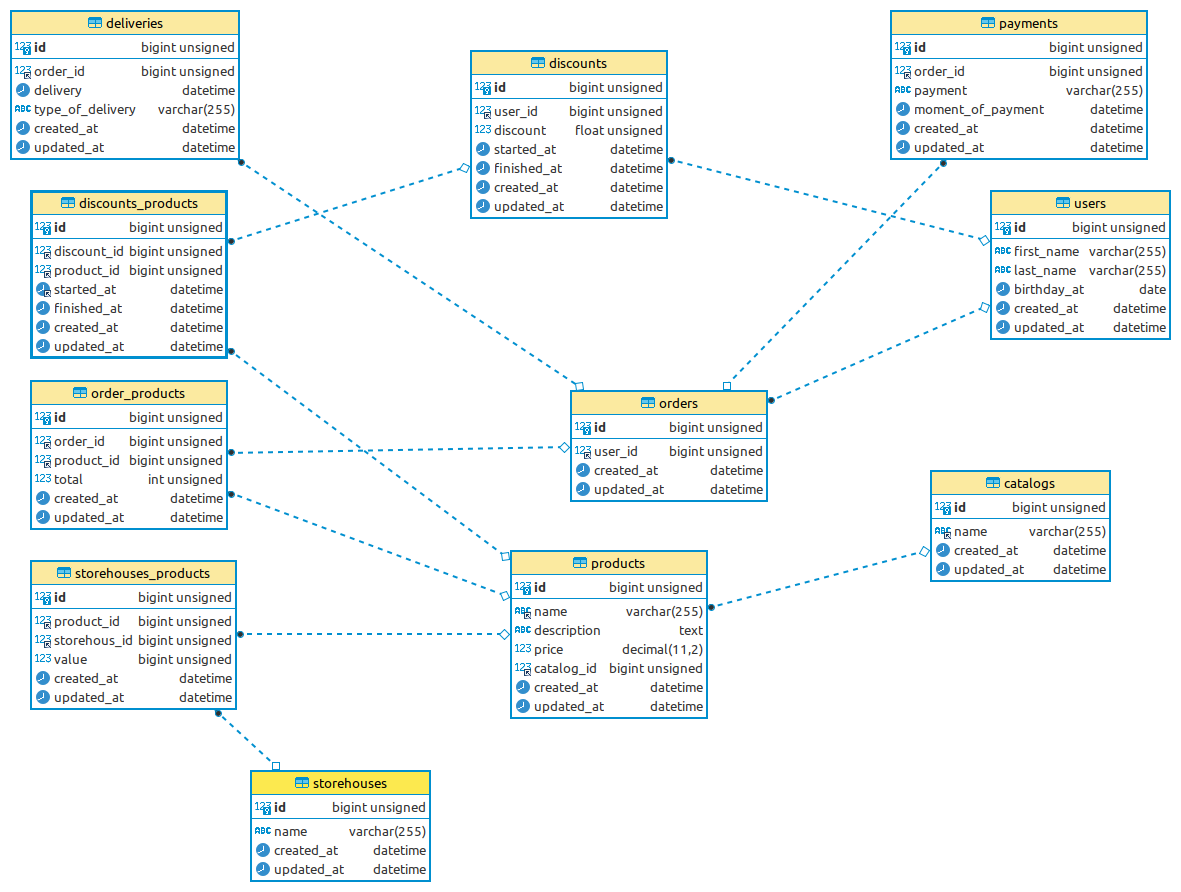 deliveries
id bigint unsigned
order_id bigint unsigned
delivery datetime
type_of_delivery varchar(255)
created_at datetime
updated_at datetime
discounts
id bigint unsigned
user_id bigint unsigned
discount float unsigned
started_at datetime
finished_at datetime
created_at datetime
updated_at datetime
payments
id bigint unsigned
order_id bigint unsigned
payment varchar(255)
moment_of_payment datetime
created_at datetime
updated_at datetime
discounts_products
id bigint unsigned
discount_id bigint unsigned
product_id bigint unsigned
started_at datetime
finished_at datetime
created_at datetime
updated_at datetime
users
id bigint unsigned
first_name varchar(255)
last_name varchar(255)
birthday_at date
created_at datetime
updated_at datetime
order_products
id bigint unsigned
order_id bigint unsigned
product_id bigint unsigned
total int unsigned
created_at datetime
updated_at datetime
orders
id bigint unsigned
user_id bigint unsigned
created_at datetime
updated_at datetime
catalogs
id bigint unsigned
name varchar(255)
created_at datetime
updated_at datetime
storehouses_products
id bigint unsigned
product_id bigint unsigned
storehous_id bigint unsigned
value bigint unsigned
created_at datetime
updated_at datetime
products
id bigint unsigned
name varchar(255)
description text
price decimal(11,2)
catalog_id bigint unsigned
created_at datetime
updated_at datetime
storehouses
id bigint unsigned
name varchar(255)
created_at datetime
updated_at datetime